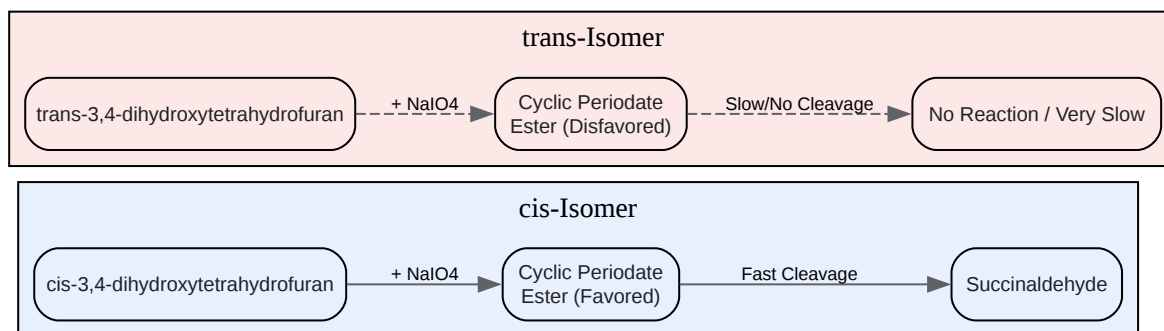 trans-Isomer
trans-3,4-dihydroxytetrahydrofuran
+ NaIO4
Cyclic Periodate
Ester (Disfavored)
Slow/No Cleavage
No Reaction / Very Slow
cis-Isomer
cis-3,4-dihydroxytetrahydrofuran
+ NaIO4
Cyclic Periodate
Ester (Favored)
Fast Cleavage
Succinaldehyde